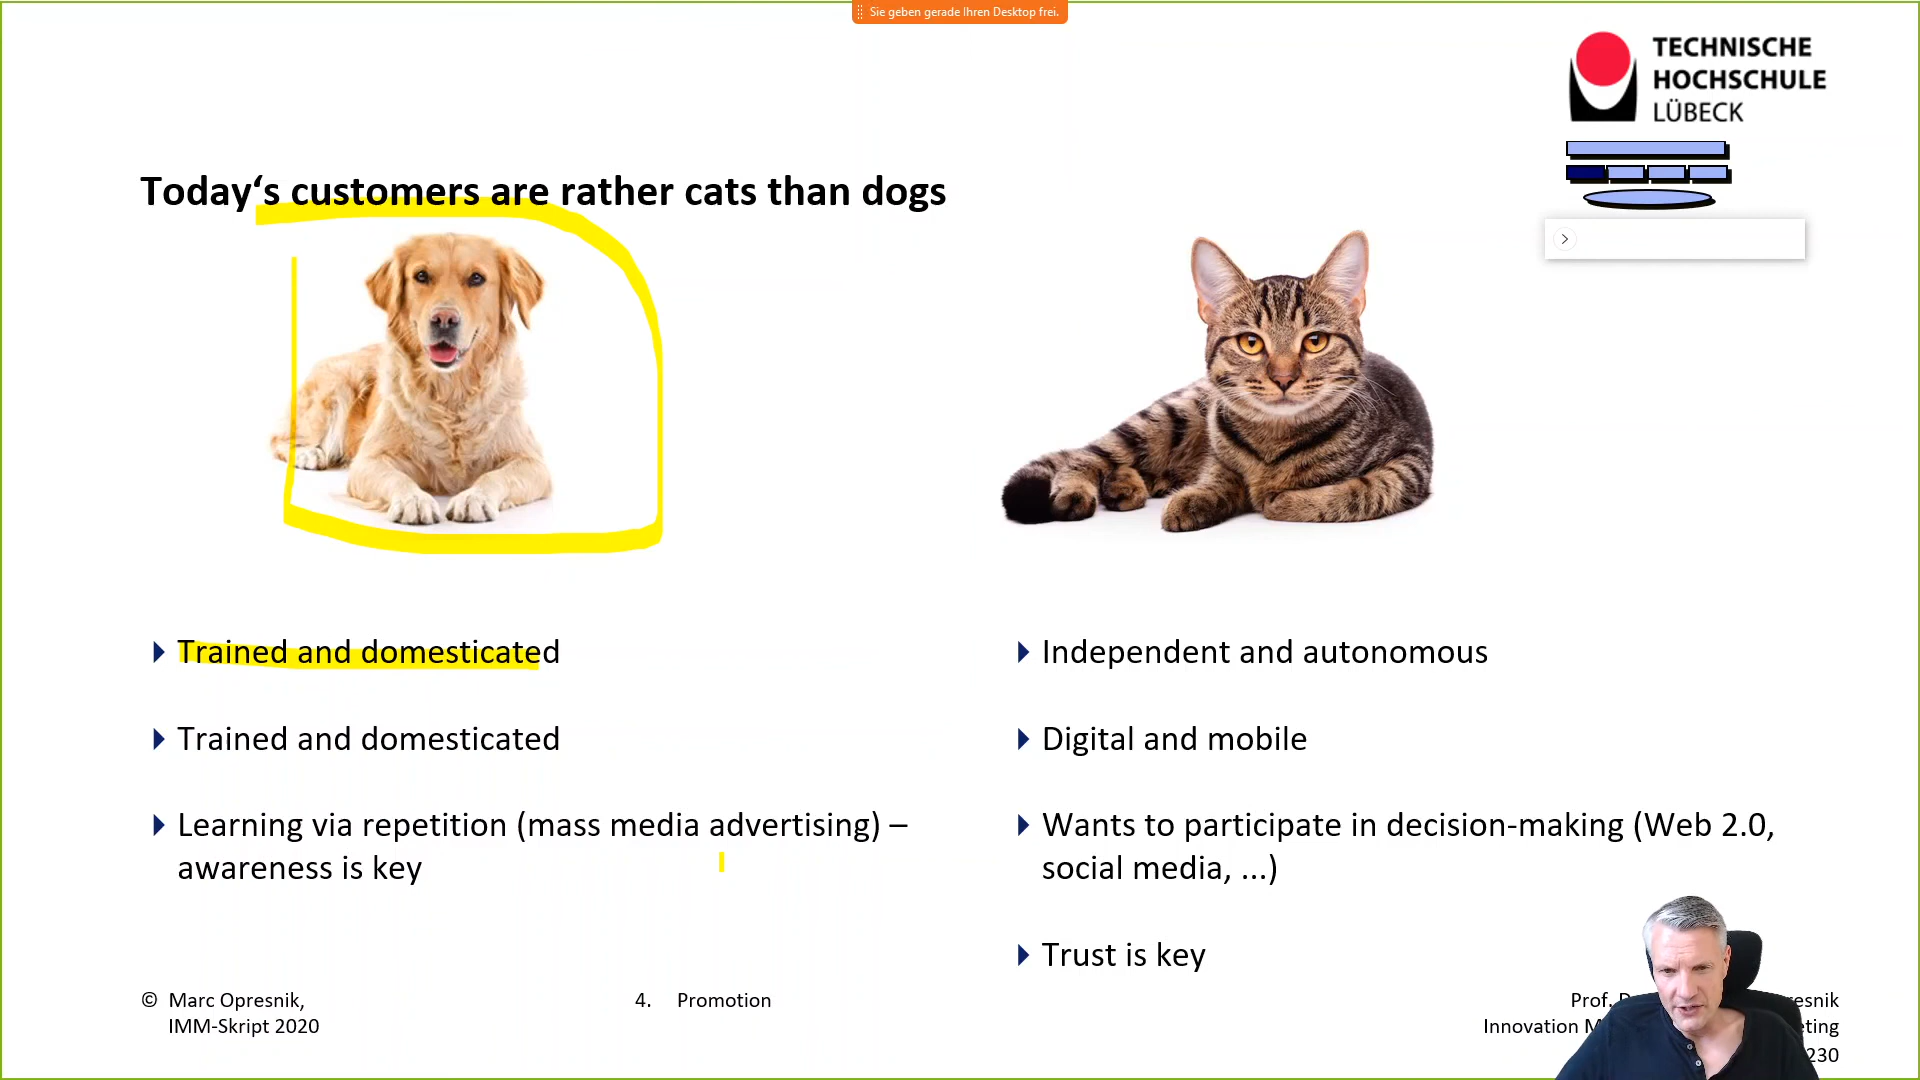 Sie geben gerade Ihren Desktop frei.
TECHNISCHE
HOCHSCHULE
LÜBECK
Today‘s customers are rather cats than dogs
Trained and domesticated
Trained and domesticated
Learning via repetition (mass media advertising) –
awareness is key
Independent and autonomous
Digital and mobile
Wants to participate in decision-making (Web 2.0,
social media, ...)
Trust is key
© Marc Opresnik,
IMM-Skript 2020
4. Promotion
Prof.
Innovation
230